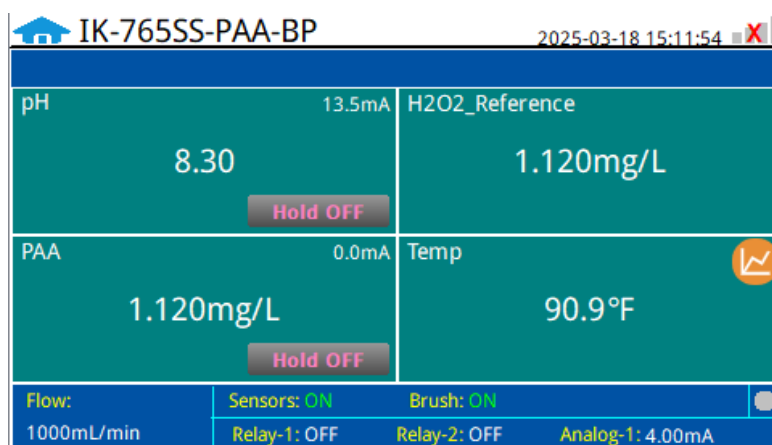 IK-765SS-PAA-BP
2025-03-18 15:11:54
X
pH 13.5mA
8.30
Hold OFF
H2O2_Reference
1.120mg/L
PAA 0.0mA
1.120mg/L
Hold OFF
Temp
90.9°F
Flow:
1000mL/min
Sensors: ON Brush: ON
Relay-1: OFF Relay-2: OFF Analog-1: 4.00mA